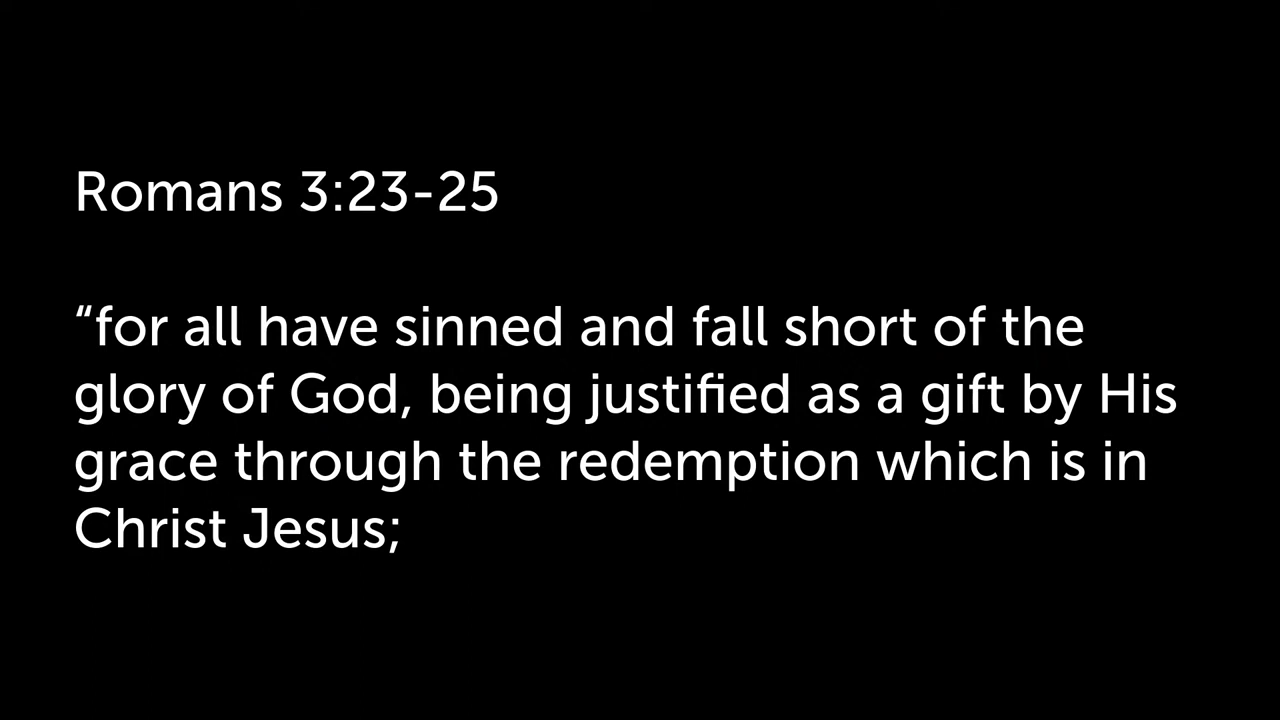 Romans 3:23-25
“for all have sinned and fall short of the
glory of God, being justified as a gift by His
grace through the redemption which is in
Christ Jesus;